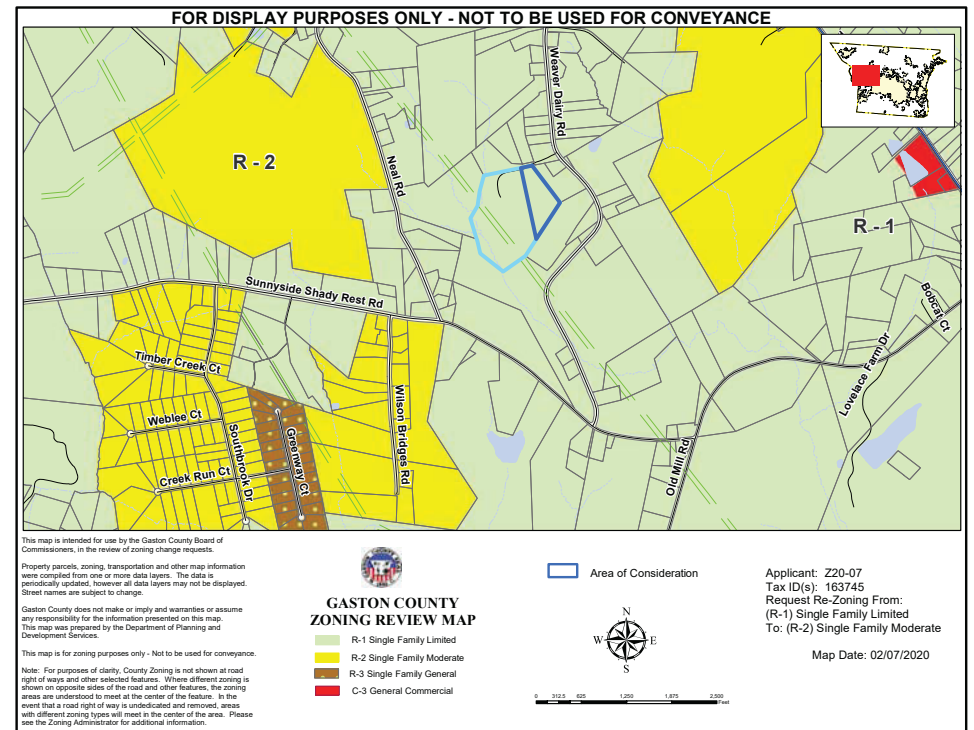 FOR DISPLAY PURPOSES ONLY - NOT TO BE USED FOR CONVEYANCE
R - 2
Neal Rd
Weaver Dairy Rd
R - 1
Sunnyside Shady Rest Rd
Bobcat Ct
Timber Creek Ct
Lovelace Farm Dr
Weblee Ct
Southbrook Dr
Greenway Ct
Wilson Bridges Rd
Creek Run Ct
Old Mill Rd
This map is intended for use by the Gaston County Board of
Commissioners, in the review of zoning change requests.
Property parcels, zoning, transportation and other map information
were compiled from one or more data layers. The data is
periodically updated, however all data layers may not be displayed.
Street names are subject to change.
Gaston County does not make or imply and warranties or assume
any responsibility for the information presented on this map.
This map was prepared by the Department of Planning and
Development Services.
This map is for zoning purposes only - Not to be used for conveyance.
Note: For purposes of clarity, County Zoning is not shown at road
right of ways and other selected features. Where different zoning is
shown on opposite sides of the road and other features, the zoning
areas are understood to meet at the center of the feature. In the
event that a road right of way is undedicated and removed, areas
with different zoning types will meet in the center of the area. Please
see the Zoning Administrator for additional information.
GASTON COUNTY
ZONING REVIEW MAP
R-1 Single Family Limited
R-2 Single Family Moderate
R-3 Single Family General
C-3 General Commercial
Area of Consideration
N
W E
S
0 312.5 625 1,250 1,875 2,500
Feet
Applicant: Z20-07
Tax ID(s): 163745
Request Re-Zoning From:
(R-1) Single Family Limited
To: (R-2) Single Family Moderate
Map Date: 02/07/2020